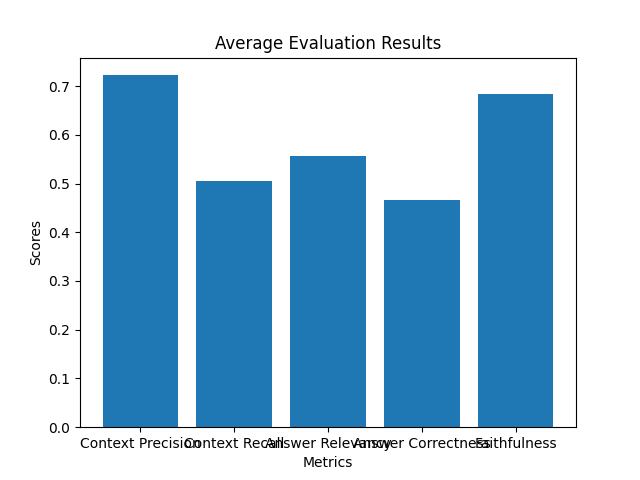 Average Evaluation Results
Scores
0.7
0.6
0.5
0.4
0.3
0.2
0.1
0.0
Context Precision Context Recall Answer Relevancy Answer Correctness Faithfulness
Metrics